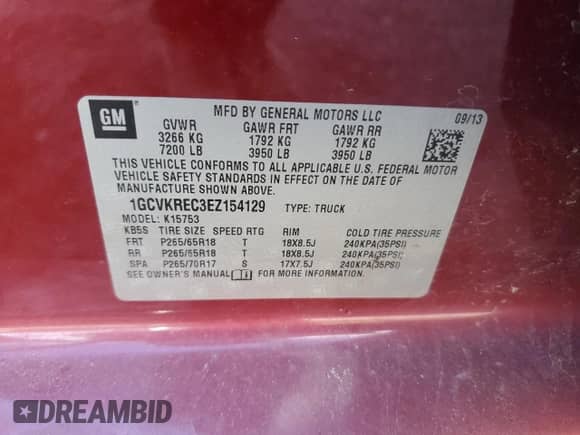 GM
MFD BY GENERAL MOTORS LLC
09/13
GVWR GAWR FRT GAWR RR
3266 KG 1792 KG 1792 KG
7200 LB 3950 LB 3950 LB
THIS VEHICLE CONFORMS TO ALL APPLICABLE U.S. FEDERAL MOTOR
VEHICLE SAFETY STANDARDS IN EFFECT ON THE DATE OF
MANUFACTURE SHOWN ABOVE.
1GCVKREC3EZ154129 TYPE: TRUCK
MODEL: K15753
KB5S TIRE SIZE SPEED RTG RIM COLD TIRE PRESSURE
FRT P265/65R18 T 18X8.5J 240KPA(35PSI)
RR P265/65R18 T 18X8.5J 240KPA(35PSI)
SPA P265/70R17 S 17X7.5J 240KPA(35PSI)
SEE OWNER'S MANUAL FOR MORE INFORMATION.
DREAMBID